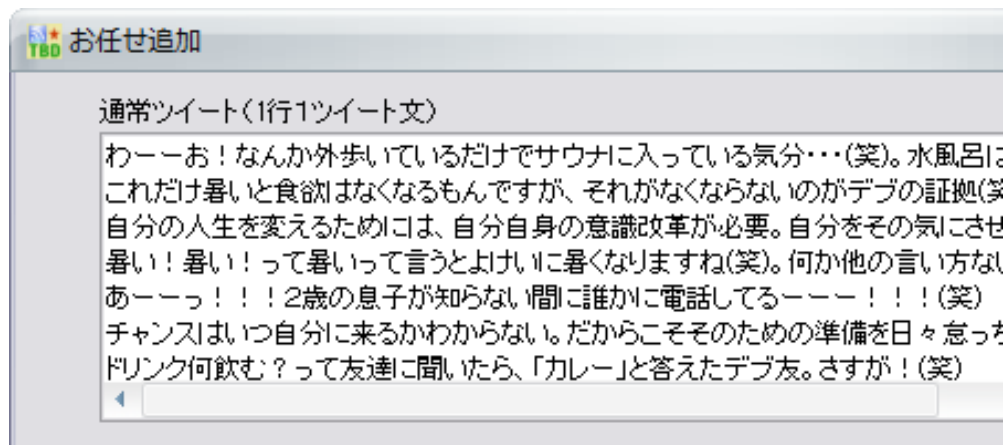 TBD お任せ追加
通常ツイート(1行1ツイート文)
わーーお！なんか外歩いているだけでサウナに入っている気分・・・(笑)。水風呂は
これだけ暑いと食欲はなくなるもんですが、それがなくならないのがデブの証拠(笑
自分の人生を変えるためには、自分自身の意識改革が必要。自分をその気にさせ
暑い！暑い！って暑いって言うとよけいに暑くなりますね(笑)。何か他の言い方な
あーーっ！！！2歳の息子が知らない間に誰かに電話してるーーー！！！(笑)
チャンスはいつ自分に来るかわからない。だからこそそのための準備を日々怠っ
ドリンク何飲む？って友達に聞いたら、「カレー」と答えたデブ友。さすが！(笑)